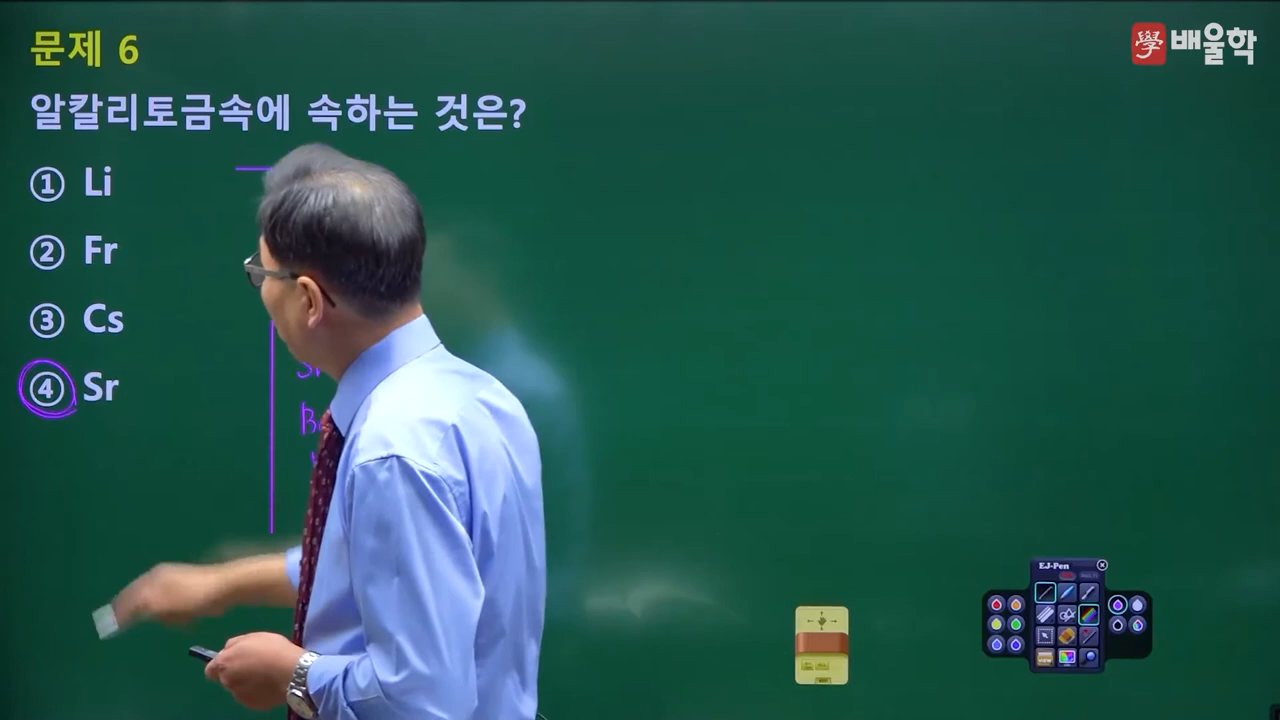 문제 6
學 배울학
알칼리토금속에 속하는 것은?
① Li
② Fr
③ Cs
④ Sr
EJ-Pen